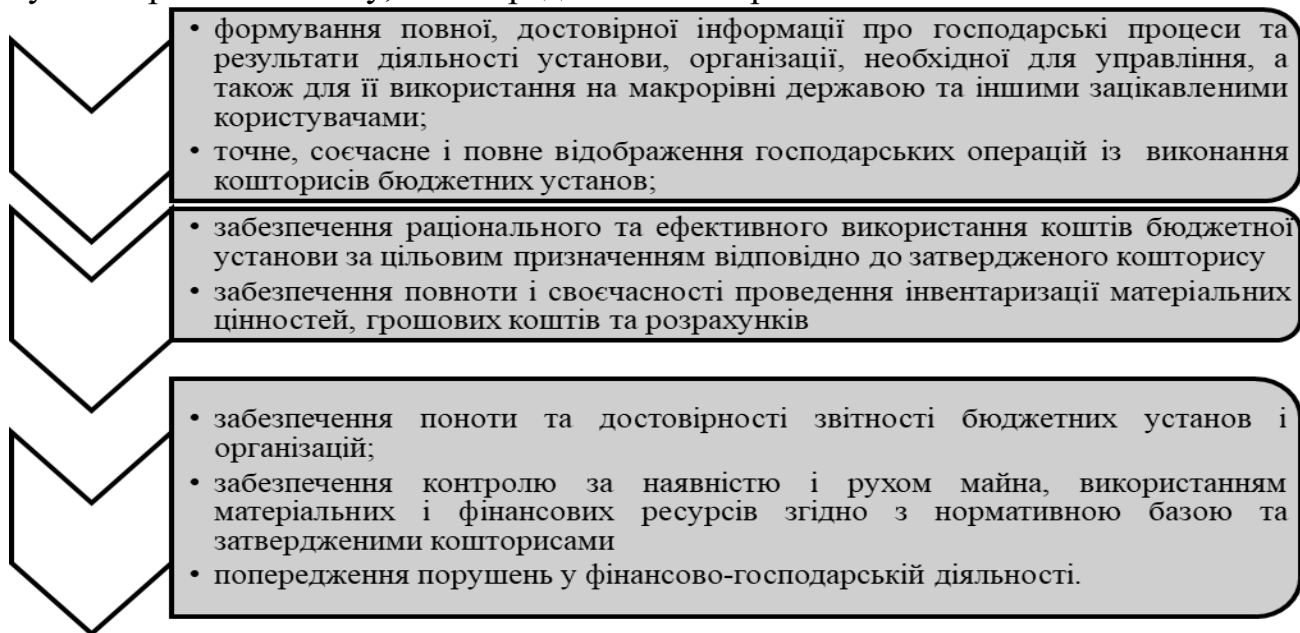 • формування повної, достовірної інформації про господарські процеси та
результати діяльності установи, організації, необхідної для управління, а
також для її використання на макрорівні державою та іншими зацікавленими
користувачами;
• точне, соєчасне і повне відображення господарських операцій із виконання
кошторисів бюджетних установ;
• забезпечення раціонального та ефективного використання коштів бюджетної
установи за цільовим призначенням відповідно до затвердженого кошторису
• забезпечення повноти і своєчасності проведення інвентаризації матеріальних
цінностей, грошових коштів та розрахунків
• забезпечення поноти та достовірності звітності бюджетних установ і
організацій;
• забезпечення контролю за наявністю і рухом майна, використанням
матеріальних і фінансових ресурсів згідно з нормативною базою та
затвердженими кошторисами
• попередження порушень у фінансово-господарській діяльності.